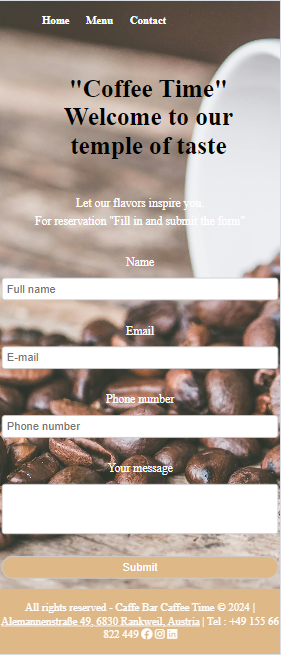 Home Menu Contact
"Coffee Time"
Welcome to our
temple of taste
Let our flavors inspire you.
For reservation "Fill in and submit the form"
Name
Full name
Email
E-mail
Phone number
Phone number
Your message
Submit
All rights reserved - Caffe Bar Caffee Time © 2024 |
Alemannenstraße 49, 6830 Rankweil, Austria | Tel : +49 155 66
822 449